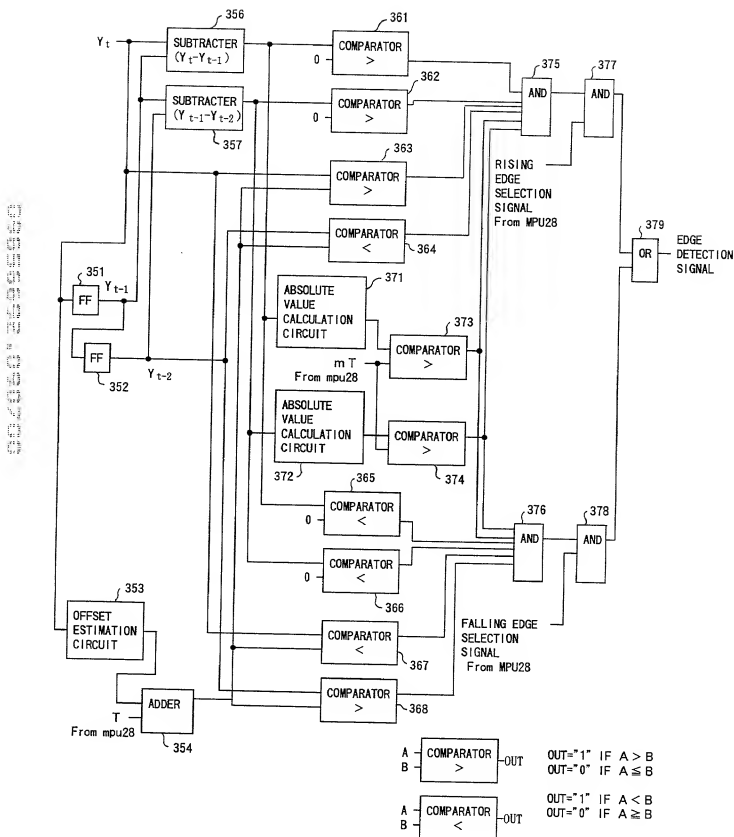 356
Yt
SUBTRACTER
(Yt-Yt-1)
SUBTRACTER
(Yt-1-Yt-2)
357
361
COMPARATOR
>
0
362
COMPARATOR
>
0
363
COMPARATOR
>
COMPARATOR
<
364
375
AND
377
AND
RISING
EDGE
SELECTION
SIGNAL
From MPU28
379
OR
EDGE
DETECTION
SIGNAL
351
FF
Yt-1
FF
352
Yt-2
371
ABSOLUTE
VALUE
CALCULATION
CIRCUIT
373
COMPARATOR
>
mT
From mpu28
ABSOLUTE
VALUE
CALCULATION
CIRCUIT
372
COMPARATOR
>
374
365
COMPARATOR
<
0
COMPARATOR
<
0
366
376
AND
378
AND
FALLING EDGE
SELECTION
SIGNAL
From MPU28
353
OFFSET
ESTIMATION
CIRCUIT
COMPARATOR
<
367
COMPARATOR
>
368
ADDER
T
From mpu28
354
A
B
COMPARATOR
>
OUT
OUT="1" IF A > B
OUT="0" IF A ≦ B
A
B
COMPARATOR
<
OUT
OUT="1" IF A < B
OUT="0" IF A ≧ B